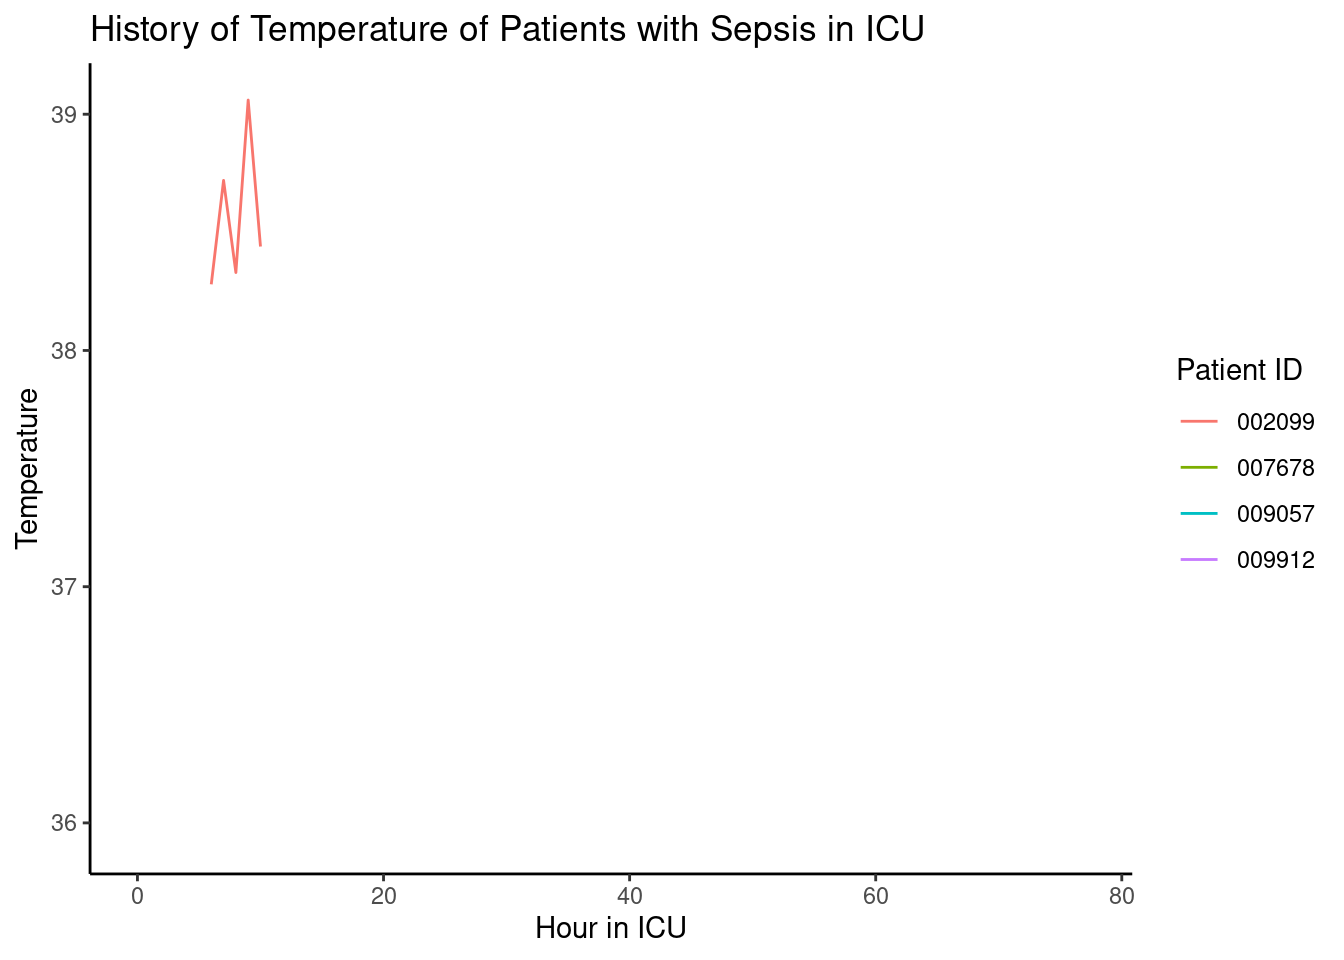 History of Temperature of Patients with Sepsis in ICU
39
38
37
36
Temperature
0 20 40 60 80
Hour in ICU
Patient ID
002099
007678
009057
009912